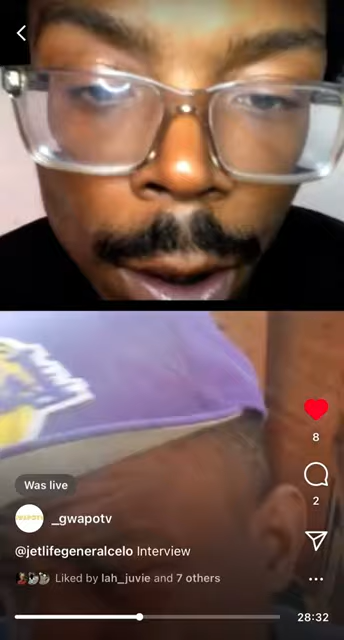 Was live
_gwapotv
@jetlifegeneralcelo Interview
Liked by lah_juvie and 7 others
8
2
28:32